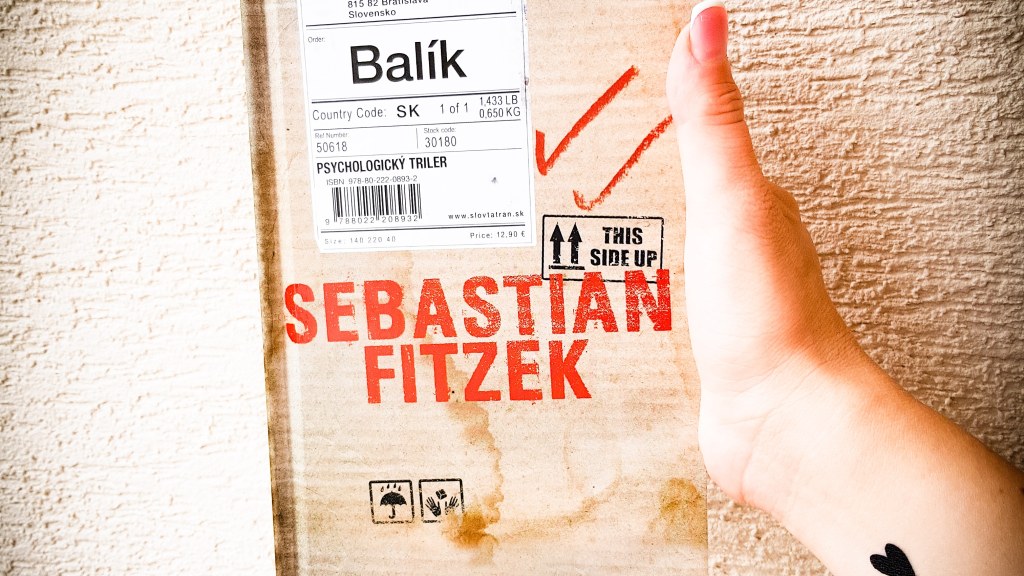 815 82 Bratislava
Slovensko
Order:
Balík
Country Code: SK 1 of 1 1,433 LB
0,650 KG
Ref Number: Stock code:
50618 30180
PSYCHOLOGICKÝ TRILER
ISBN 978-80-222-0893-2
9 788022 208932
www.slovtatran.sk
Size: 140 220 40 Price: 12,90 €
THIS
SIDE UP
SEBASTIAN
FITZEK